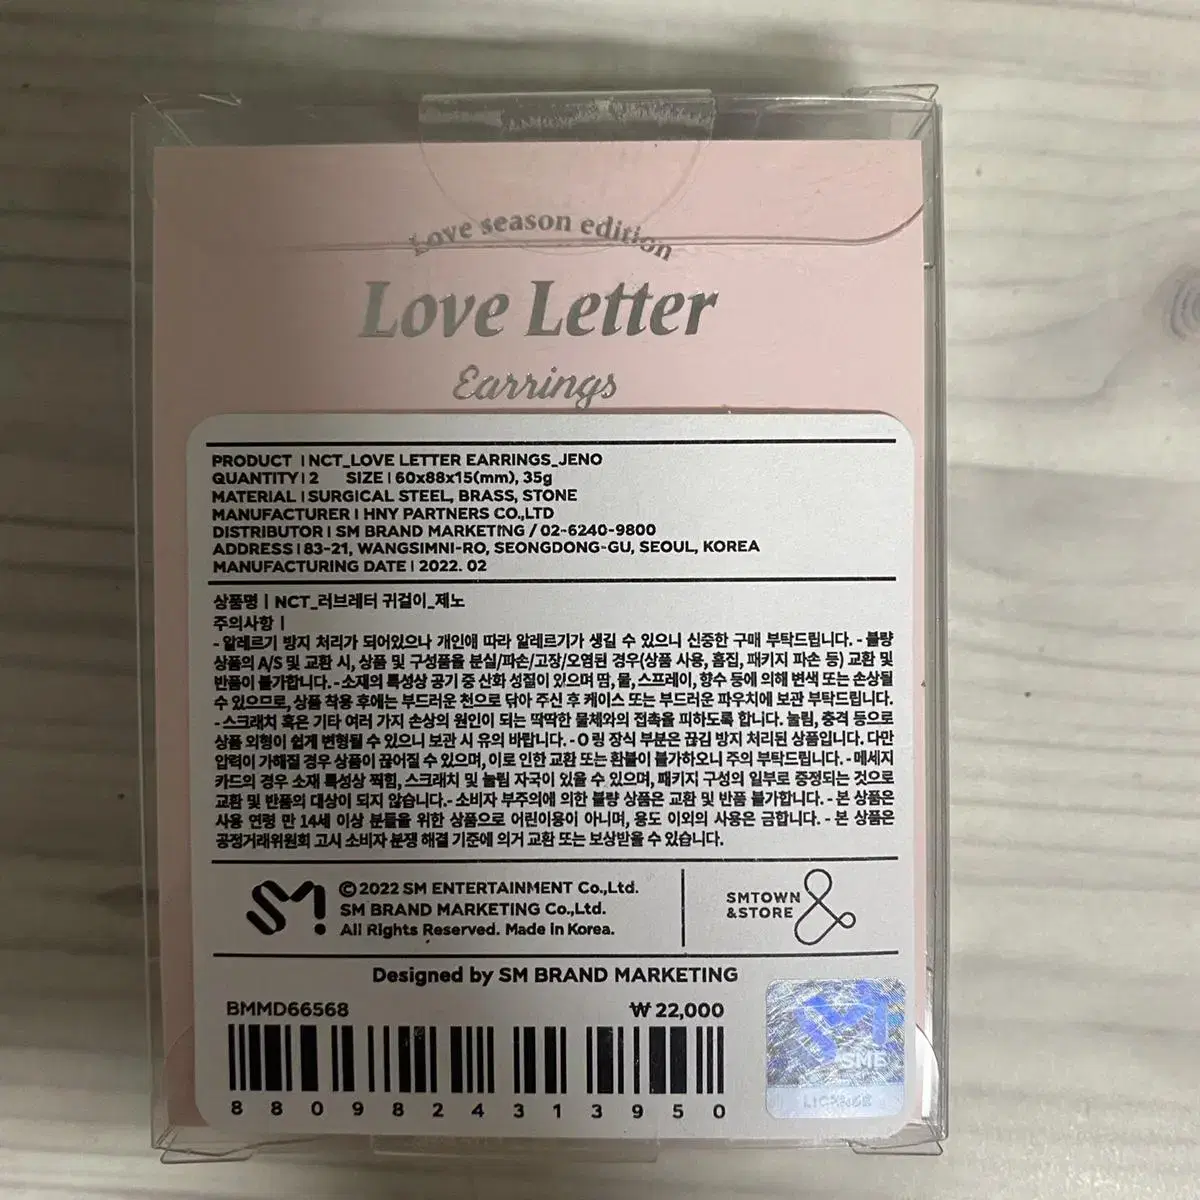 Love season edition
Love Letter
Earrings
PRODUCT | NCT_LOVE LETTER EARRINGS_JENO
QUANTITY | 2 SIZE | 60x88x15(mm), 35g
MATERIAL | SURGICAL STEEL, BRASS, STONE
MANUFACTURER | HNY PARTNERS CO.,LTD
DISTRIBUTOR | SM BRAND MARKETING / 02-6240-9800
ADDRESS | 83-21, WANGSIMNI-RO, SEONGDONG-GU, SEOUL, KOREA
MANUFACTURING DATE | 2022. 02
상품명 | NCT_러브레터 귀걸이_제노
주의사항 |
- 알레르기 방지 처리가 되어있으나 개인에 따라 알레르기가 생길 수 있으니 신중한 구매 부탁드립니다. - 불량
상품의 A/S 및 교환 시, 상품 및 구성품을 분실/파손/고장/오염된 경우(상품 사용, 흠집, 패키지 파손 등) 교환 및
반품이 불가합니다. - 소재의 특성상 공기 중 산화 성질이 있으며 땀, 물, 스프레이, 향수 등에 의해 변색 또는 손상될
수 있으므로, 상품 착용 후에는 부드러운 천으로 닦아 주신 후 케이스 또는 부드러운 파우치에 보관 부탁드립니다.
- 스크래치 혹은 기타 여러 가지 손상의 원인이 되는 딱딱한 물체와의 접촉을 피하도록 합니다. 눌림, 충격 등으로
상품 외형이 쉽게 변형될 수 있으니 보관 시 유의 바랍니다. - O 링 장식 부분은 끊김 방지 처리된 상품입니다. 다만
압력이 가해질 경우 상품이 끊어질 수 있으며, 이로 인한 교환 또는 환불이 불가하오니 주의 부탁드립니다. - 메세지
카드의 경우 소재 특성상 찍힘, 스크래치 및 눌림 자국이 있을 수 있으며, 패키지 구성의 일부로 증정되는 것으로
교환 및 반품의 대상이 되지 않습니다. - 소비자 부주의에 의한 불량 상품은 교환 및 반품 불가합니다. - 본 상품은
사용 연령 만 14세 이상 분들을 위한 상품으로 어린이용이 아니며, 용도 이외의 사용은 금합니다. - 본 상품은
공정거래위원회 고시 소비자 분쟁 해결 기준에 의거 교환 또는 보상받을 수 있습니다.
SM
© 2022 SM ENTERTAINMENT Co.,Ltd.
SM BRAND MARKETING Co.,Ltd.
All Rights Reserved. Made in Korea.
SMTOWN
&STORE
&
Designed by SM BRAND MARKETING
BMMD66568 ₩ 22,000
8 809824 313950
SM
SME
LICENSE